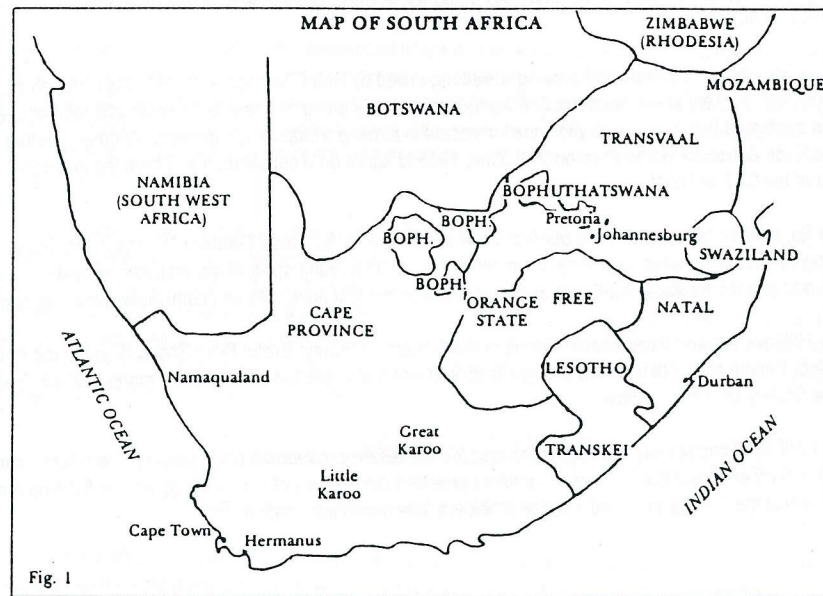 MAP OF SOUTH AFRICA
ZIMBABWE
(RHODESIA)
MOZAMBIQUE
BOTSWANA
TRANSVAAL
NAMIBIA
(SOUTH WEST
AFRICA)
BOPHUTHATSWANA
BOPH.
BOPH.
Pretoria
Johannesburg
SWAZILAND
BOPH.
ORANGE FREE
STATE
NATAL
CAPE
PROVINCE
LESOTHO
Durban
Namaqualand
ATLANTIC OCEAN
Great
Karoo
TRANSKEI
INDIAN OCEAN
Little
Karoo
Cape Town
Hermanus
Fig. 1